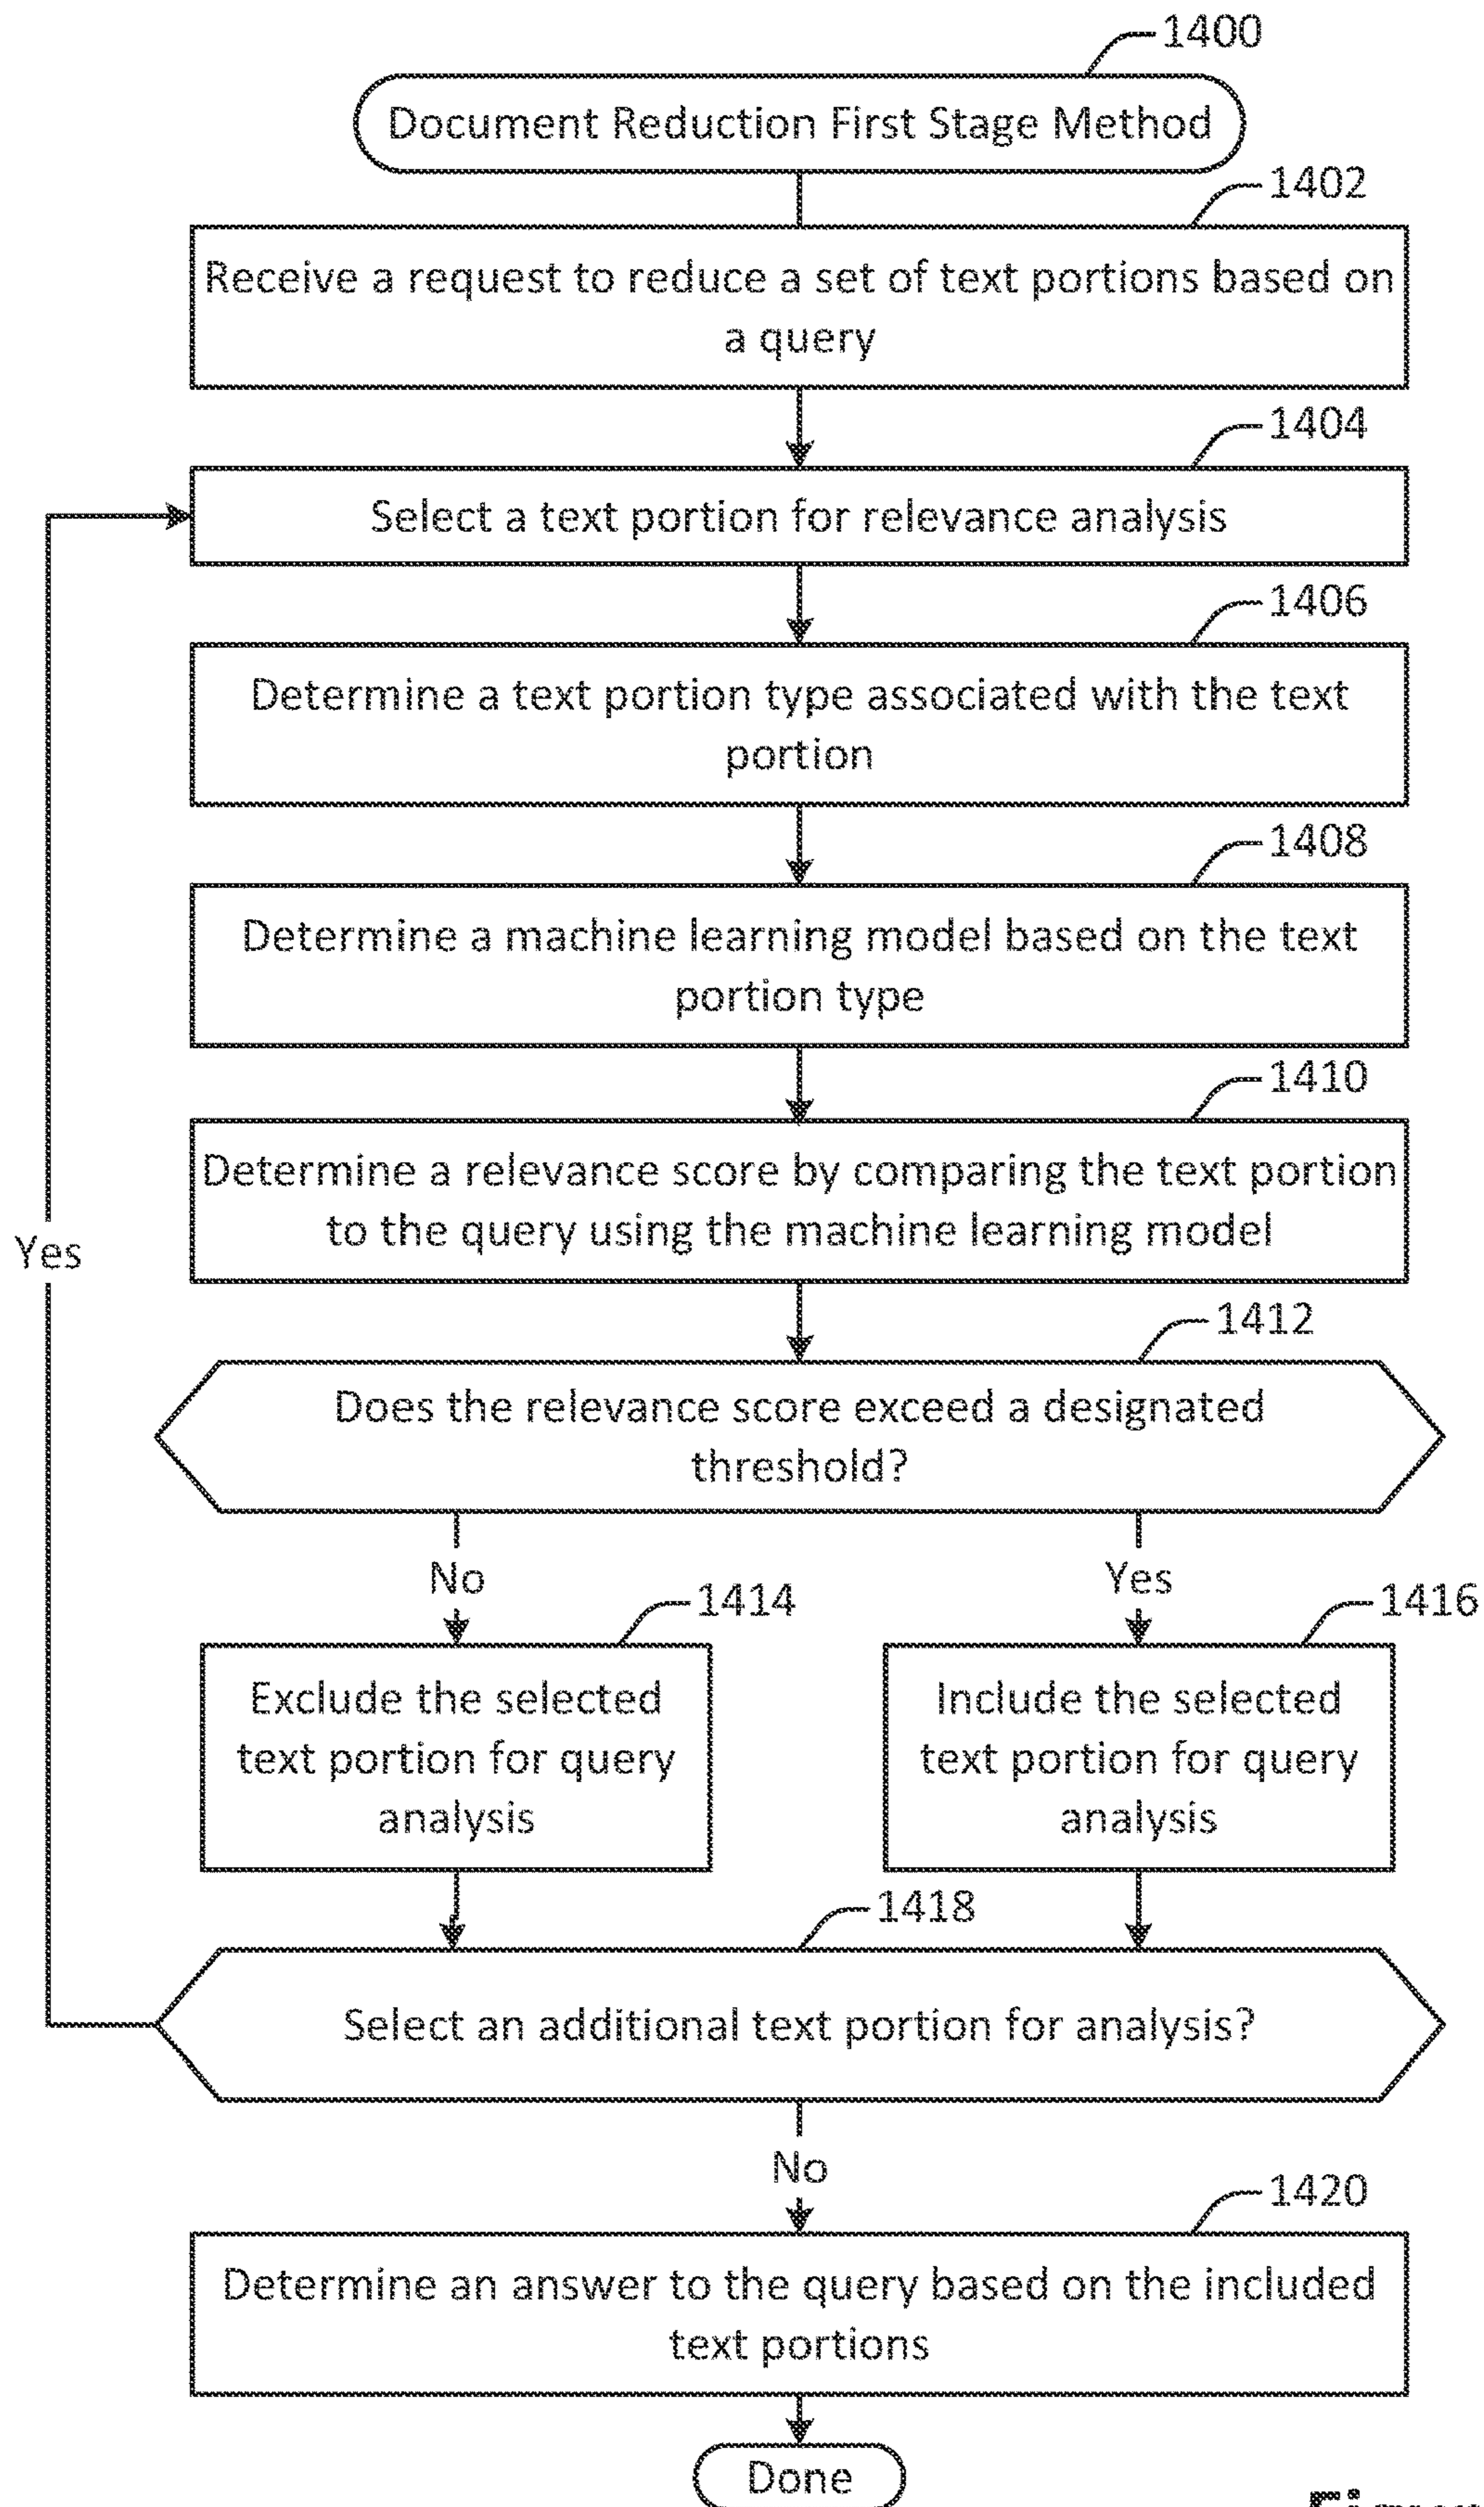 1400
Document Reduction First Stage Method
1402
Receive a request to reduce a set of text portions based on
a query
1404
Select a text portion for relevance analysis
1406
Determine a text portion type associated with the text
portion
1408
Determine a machine learning model based on the text
portion type
1410
Determine a relevance score by comparing the text portion
to the query using the machine learning model
Yes
1412
Does the relevance score exceed a designated
threshold?
No
Yes
1414
1416
Exclude the selected
text portion for query
analysis
Include the selected
text portion for query
analysis
1418
Select an additional text portion for analysis?
No
1420
Determine an answer to the query based on the included
text portions
Done